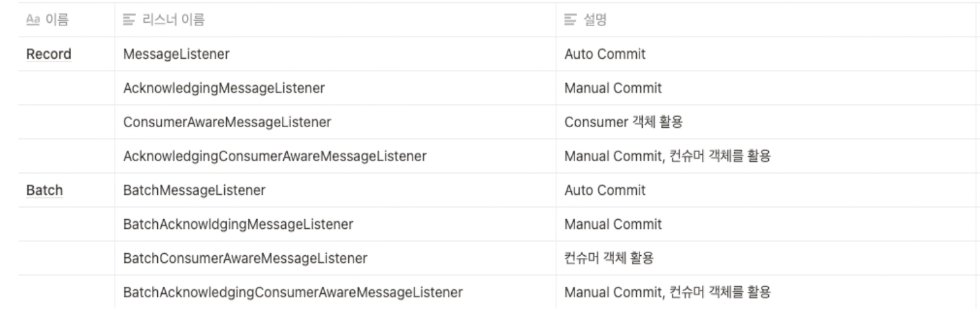 Aa 이름 리스너 이름 설명
Record MessageListener Auto Commit
AcknowledgingMessageListener Manual Commit
ConsumerAwareMessageListener Consumer 객체 활용
AcknowledgingConsumerAwareMessageListener Manual Commit, 컨슈머 객체를 활용
Batch BatchMessageListener Auto Commit
BatchAcknowldgingMessageListener Manual Commit
BatchConsumerAwareMessageListener 컨슈머 객체 활용
BatchAcknowledgingConsumerAwareMessageListener Manual Commit, 컨슈머 객체를 활용